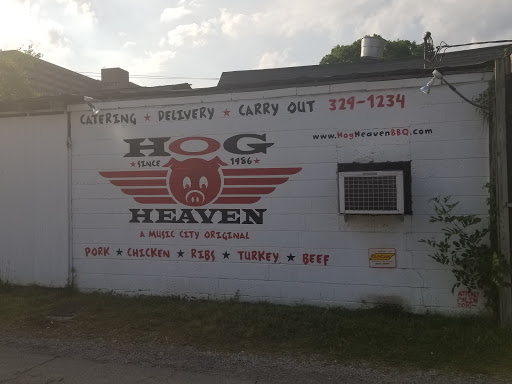 CATERING ★ DELIVERY ★ CARRY OUT 329-1234
www.HogHeavenBBQ.com
HOG
★ SINCE 1986 ★
HEAVEN
A MUSIC CITY ORIGINAL
PORK ★ CHICKEN ★ RIBS ★ TURKEY ★ BEEF